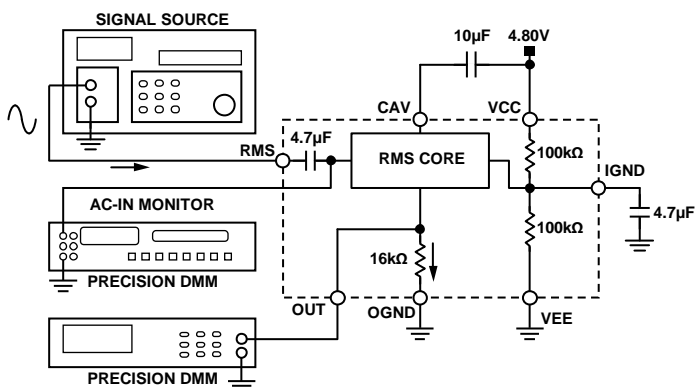 SIGNAL SOURCE
10µF
4.80V
CAV
VCC
4.7µF
RMS
RMS CORE
100kΩ
IGND
AC-IN MONITOR
100kΩ
4.7µF
16kΩ
PRECISION DMM
OUT
OGND
VEE
PRECISION DMM